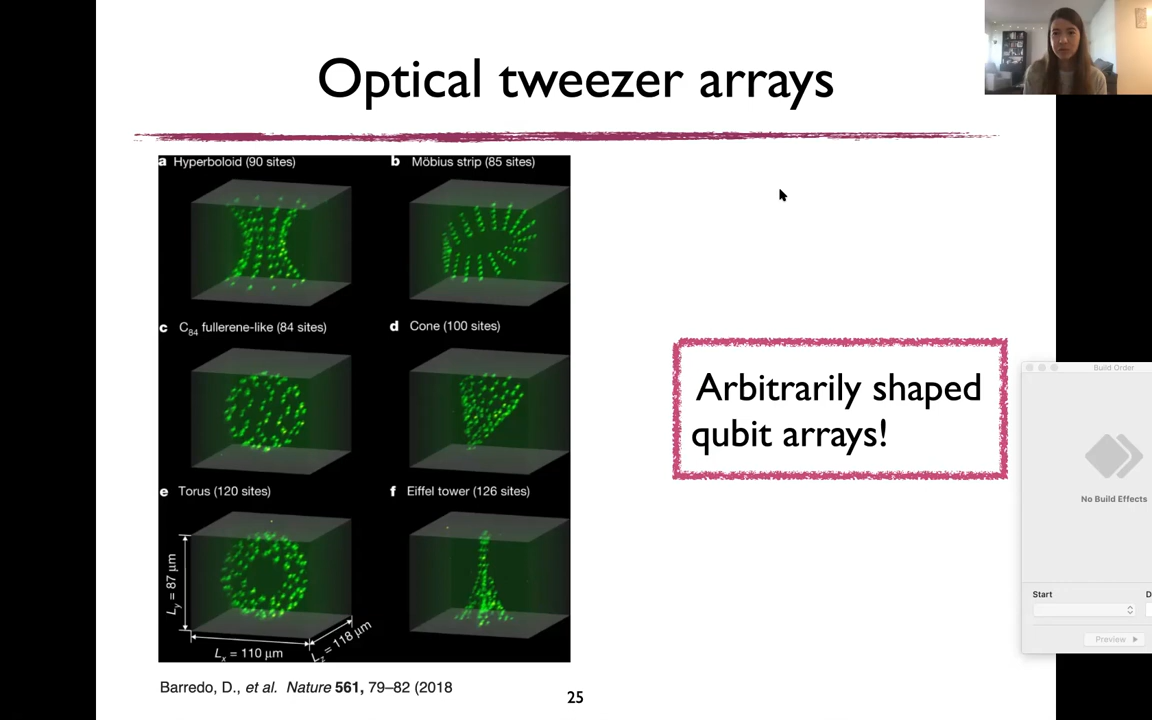 Optical tweezer arrays
a Hyperboloid (90 sites)
b Möbius strip (85 sites)
c C84 fullerene-like (84 sites)
d Cone (100 sites)
e Torus (120 sites)
f Eiffel tower (126 sites)
Ly = 87 µm
Lx = 110 µm
Lz = 118 µm
Arbitrarily shaped
qubit arrays!
Barredo, D., et al. Nature 561, 79–82 (2018
25
Build Order
No Build Effects
Start
D
Preview